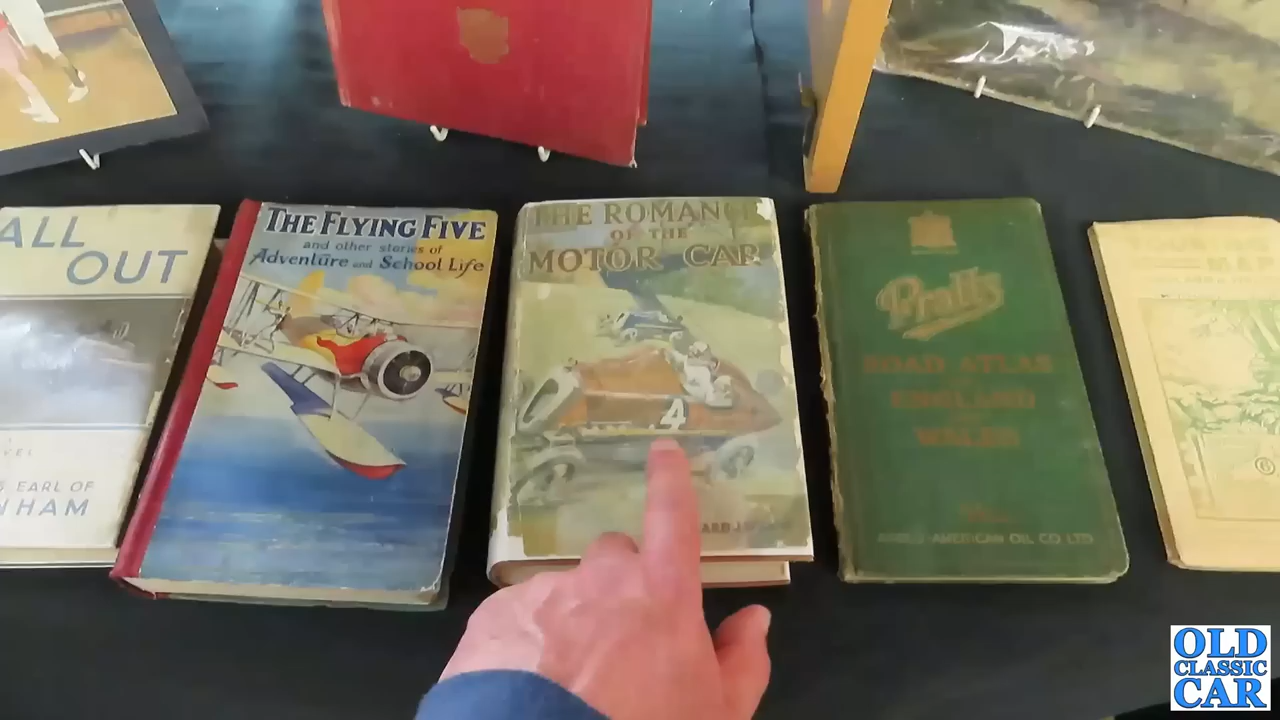 ALL
OUT
EARL OF
NHAM
THE FLYING FIVE
and other stories of
Adventure and School Life
THE ROMANCE
OF THE
MOTOR CAR
4
Pratts
ROAD ATLAS
ENGLAND
WALES
ANGLO-AMERICAN OIL CO LTD
MAP
OLD
CLASSIC
CAR